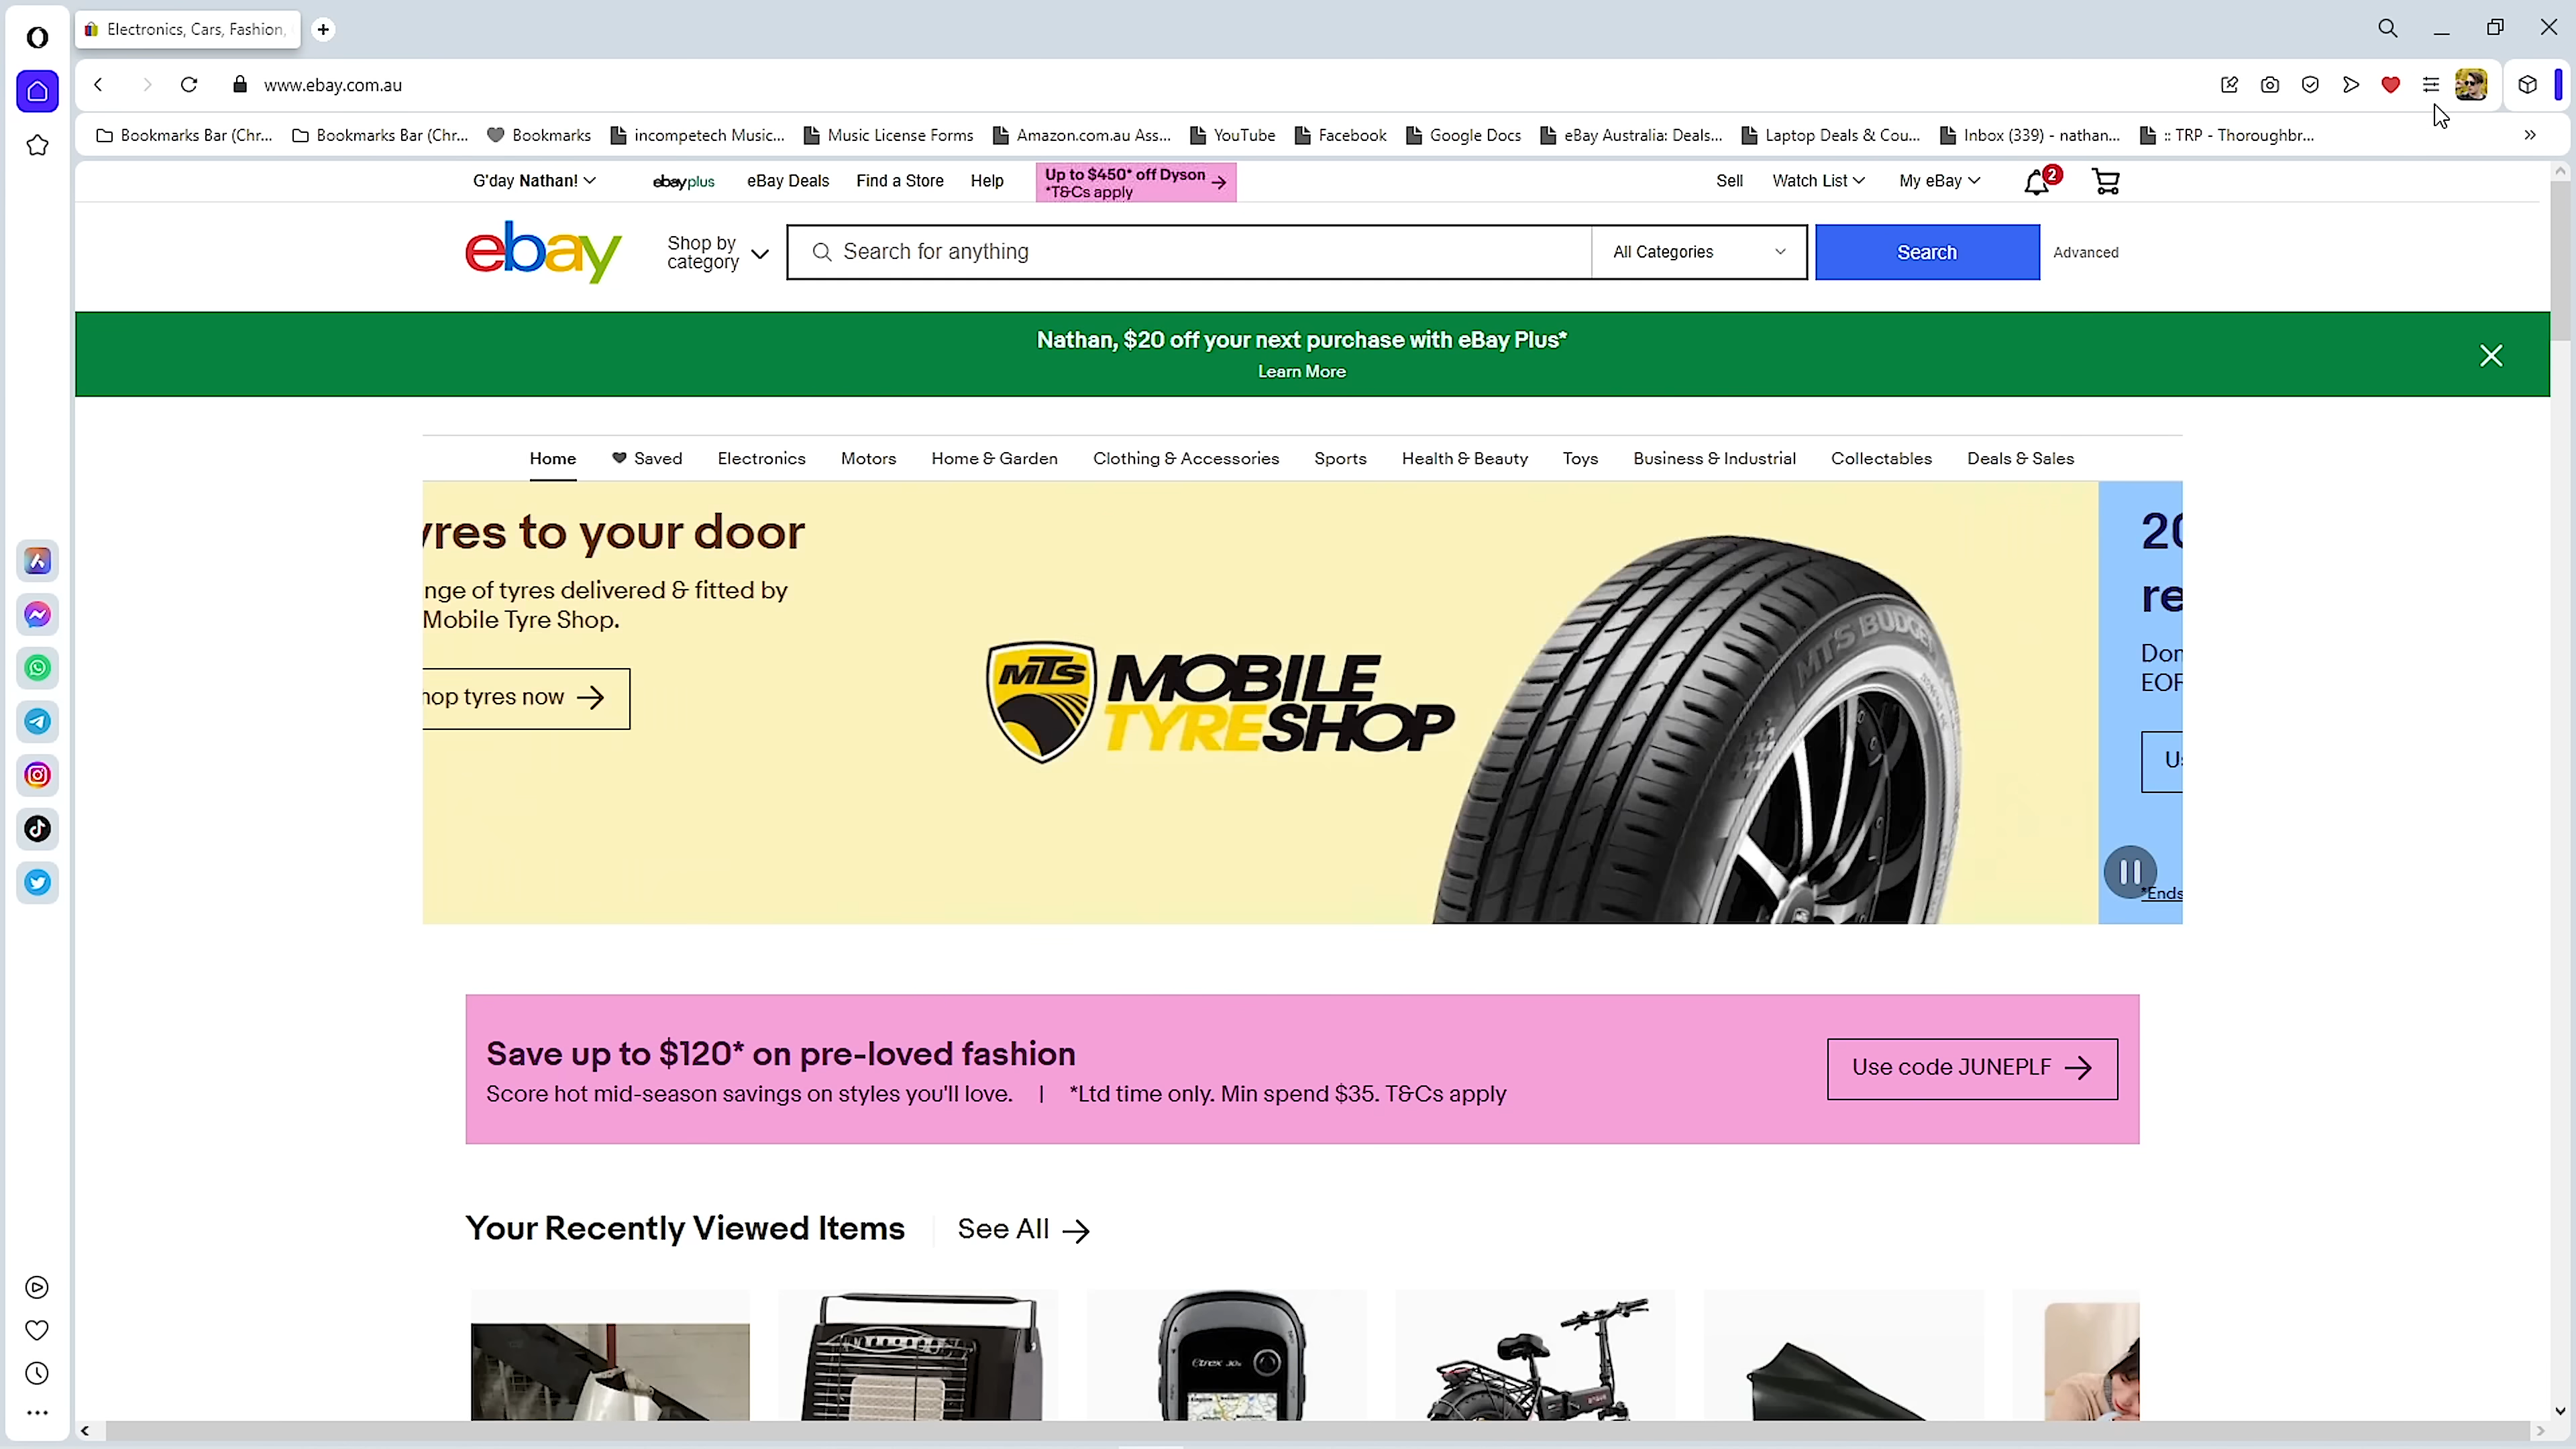 Electronics, Cars, Fashion,
www.ebay.com.au
Bookmarks Bar (Chr... Bookmarks Bar (Chr... Bookmarks incompetech Music... Music License Forms Amazon.com.au Ass... YouTube Facebook Google Docs eBay Australia: Deals... Laptop Deals & Cou... Inbox (339) - nathan... :: TRP - Thoroughbr... »
G'day Nathan! ebayplus eBay Deals Find a Store Help
Up to $450* off Dyson
*T&Cs apply
Sell Watch List My eBay 2
ebay
Shop by
category
Search for anything All Categories Search Advanced
Nathan, $20 off your next purchase with eBay Plus*
Learn More
Home Saved Electronics Motors Home & Garden Clothing & Accessories Sports Health & Beauty Toys Business & Industrial Collectables Deals & Sales
yres to your door
nge of tyres delivered & fitted by
Mobile Tyre Shop.
hop tyres now
MTS
MOBILE
TYRESHOP
MTS BUDGET
20
re
Don
EOF
Us
*Ends
Save up to $120* on pre-loved fashion
Score hot mid-season savings on styles you'll love. | *Ltd time only. Min spend $35. T&Cs apply
Use code JUNEPLF
Your Recently Viewed Items See All
etrex 30x